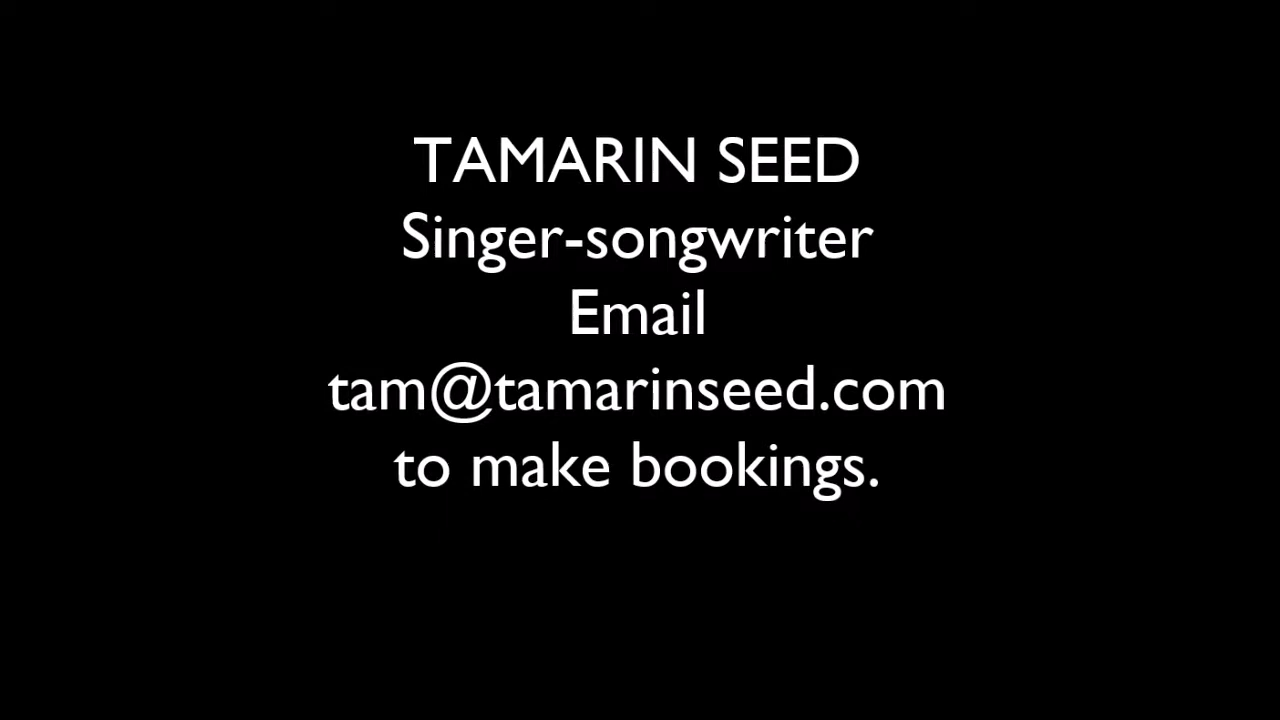 TAMARIN SEED
Singer-songwriter
Email
tam@tamarinseed.com
to make bookings.